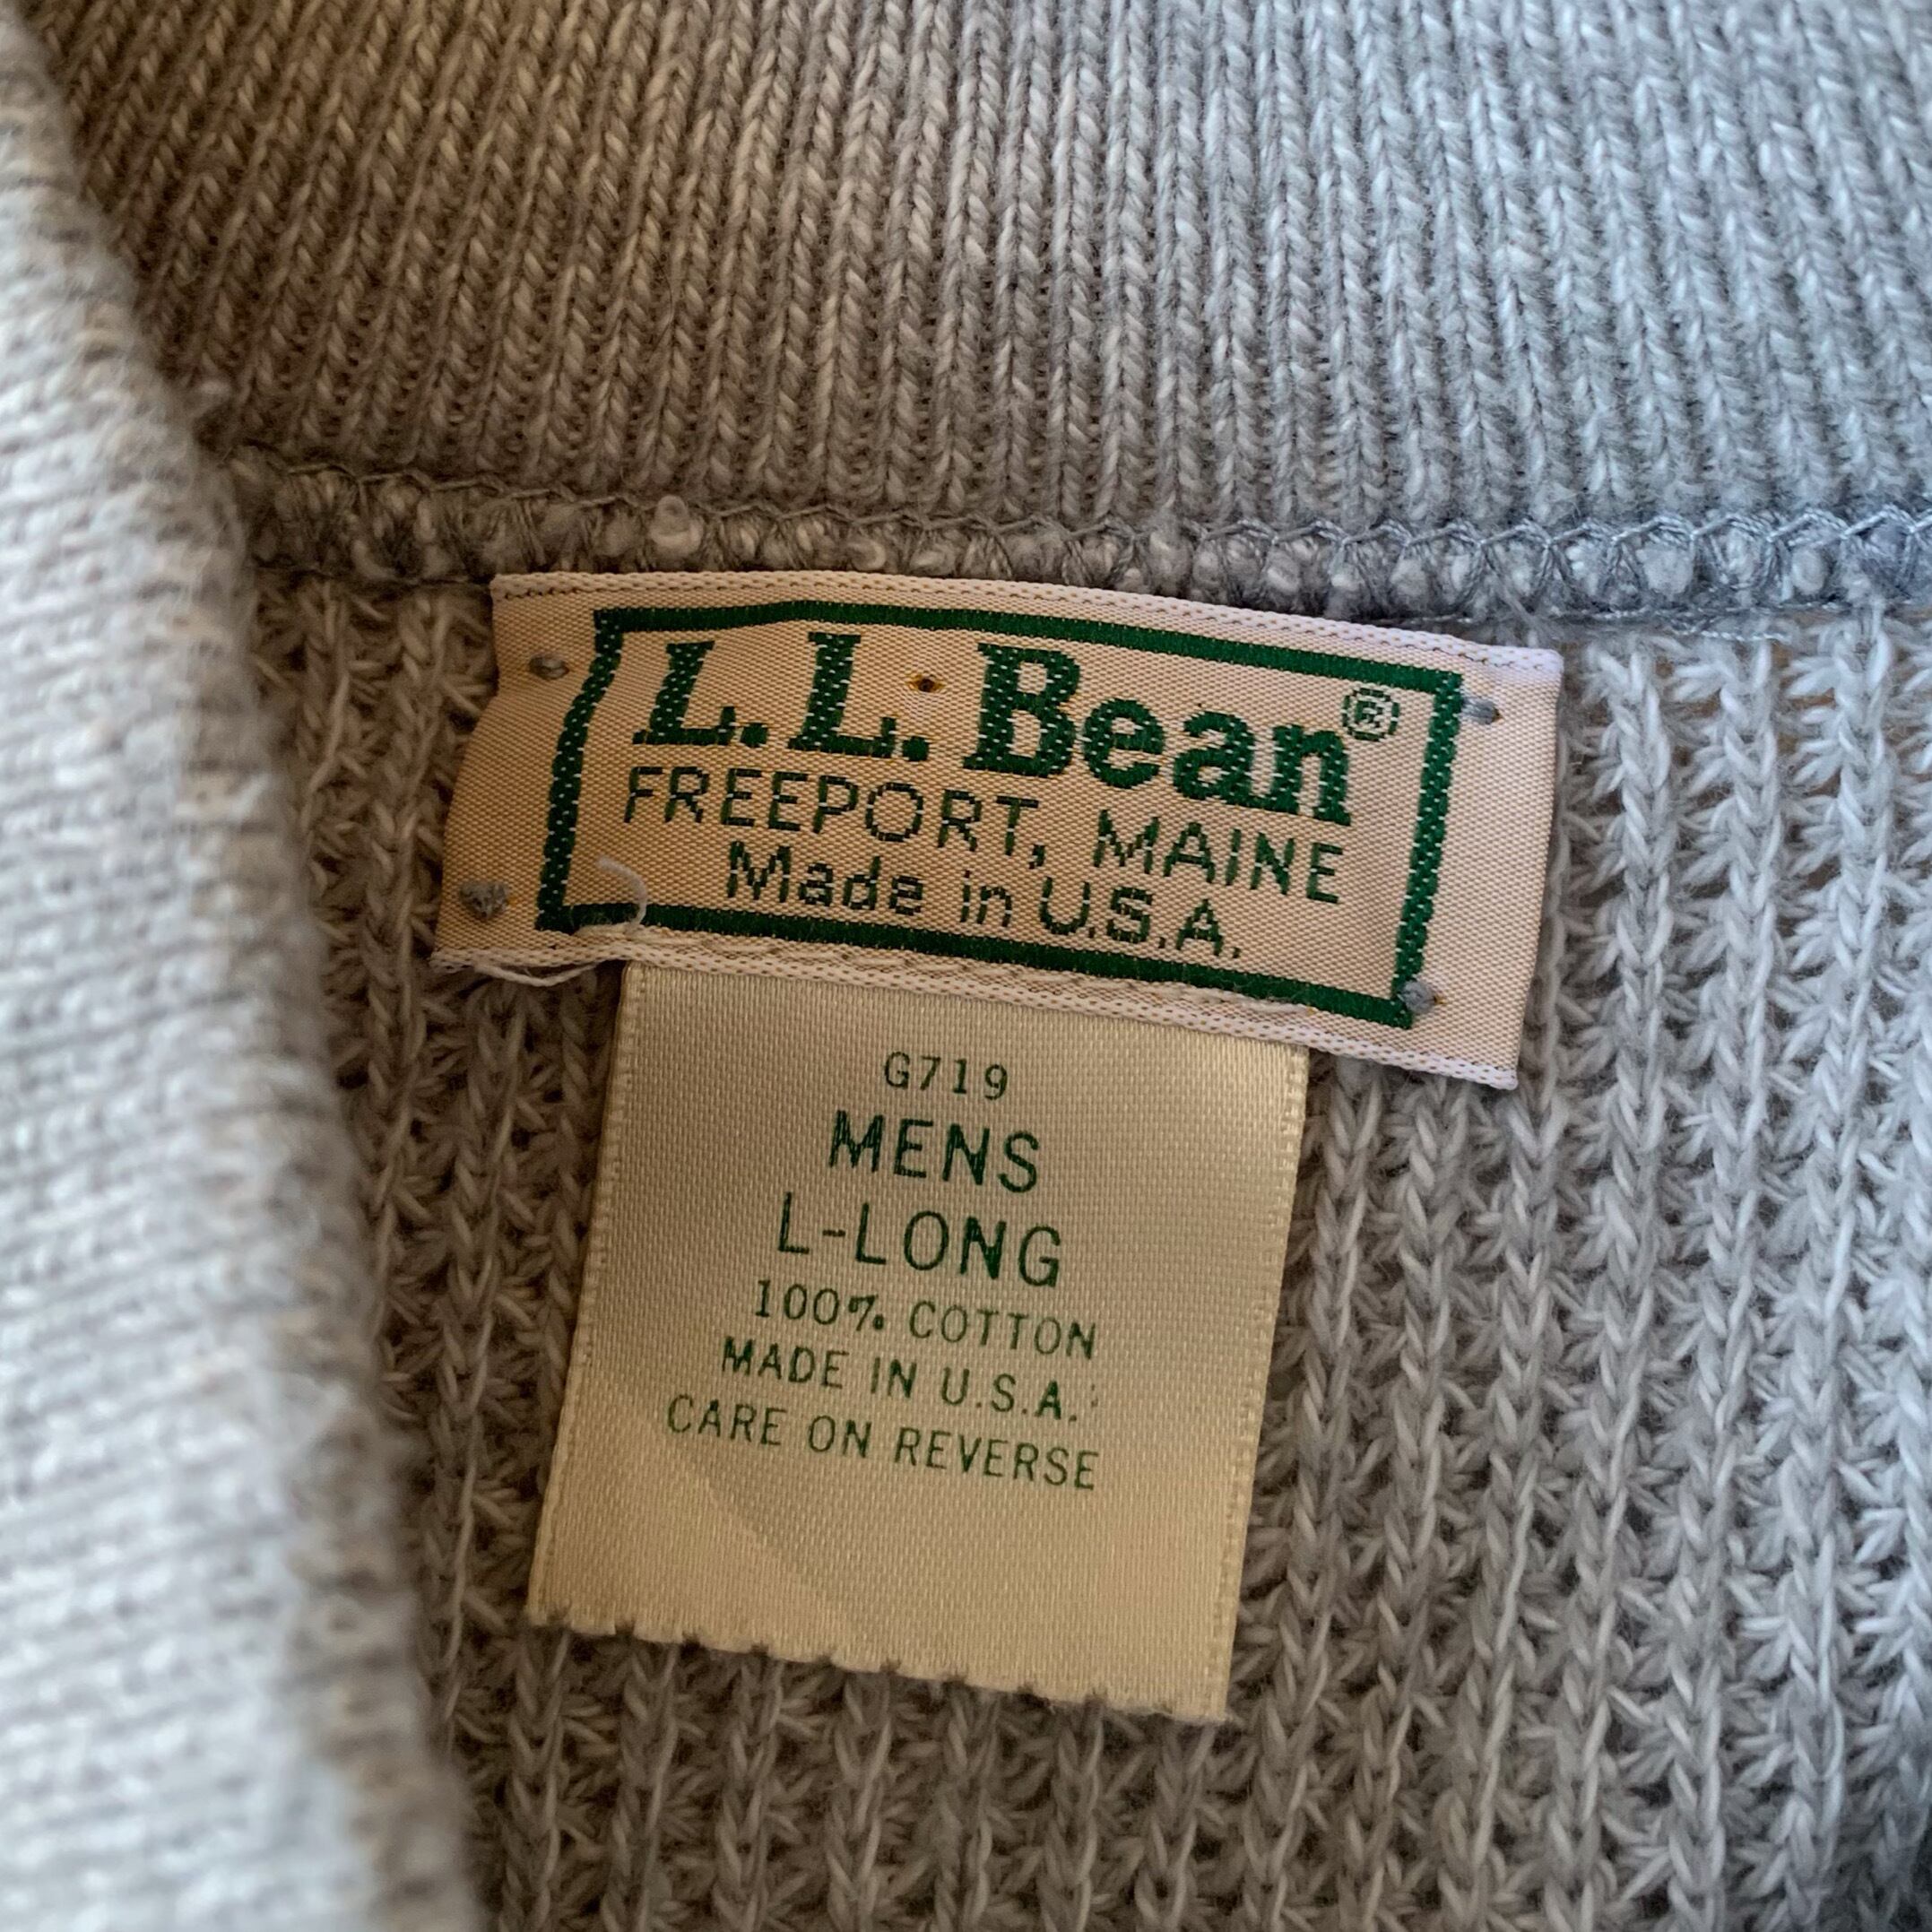 L.L.Bean®
FREEPORT, MAINE
Made in U.S.A.
G719
MENS
L-LONG
100% COTTON
MADE IN U.S.A.
CARE ON REVERSE